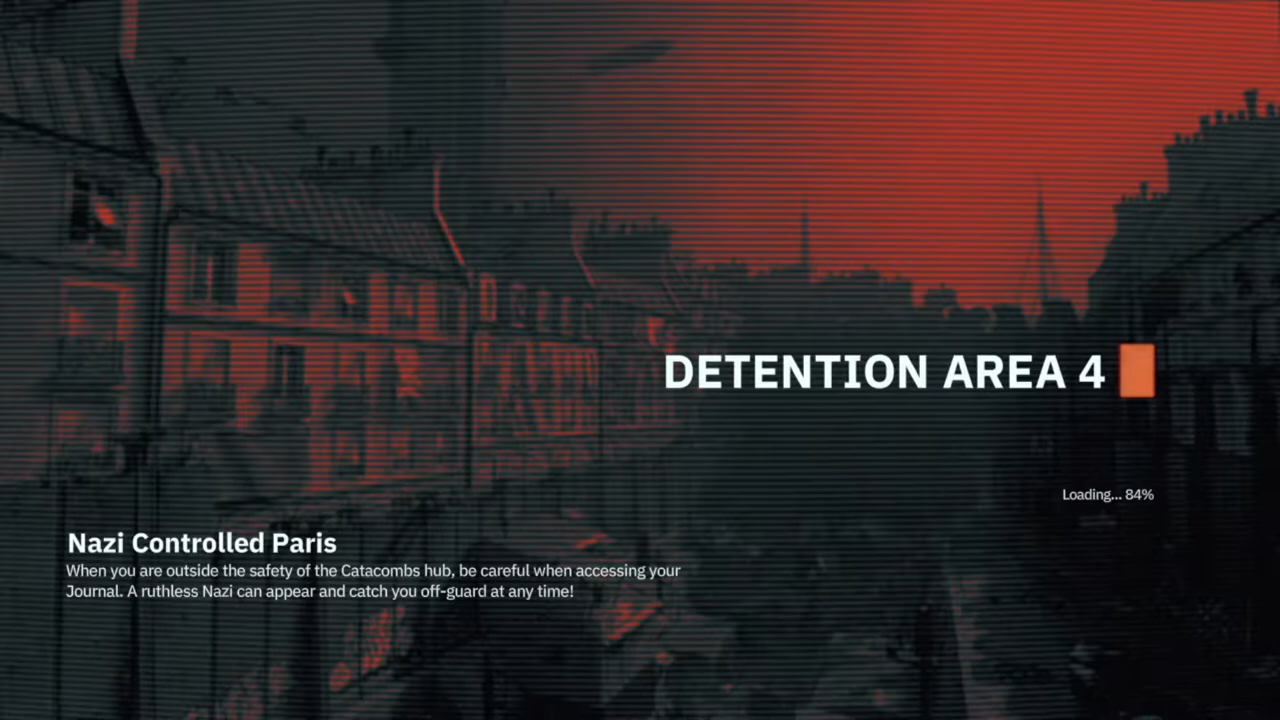 DETENTION AREA 4
Loading... 84%
Nazi Controlled Paris
When you are outside the safety of the Catacombs hub, be careful when accessing your
Journal. A ruthless Nazi can appear and catch you off-guard at any time!